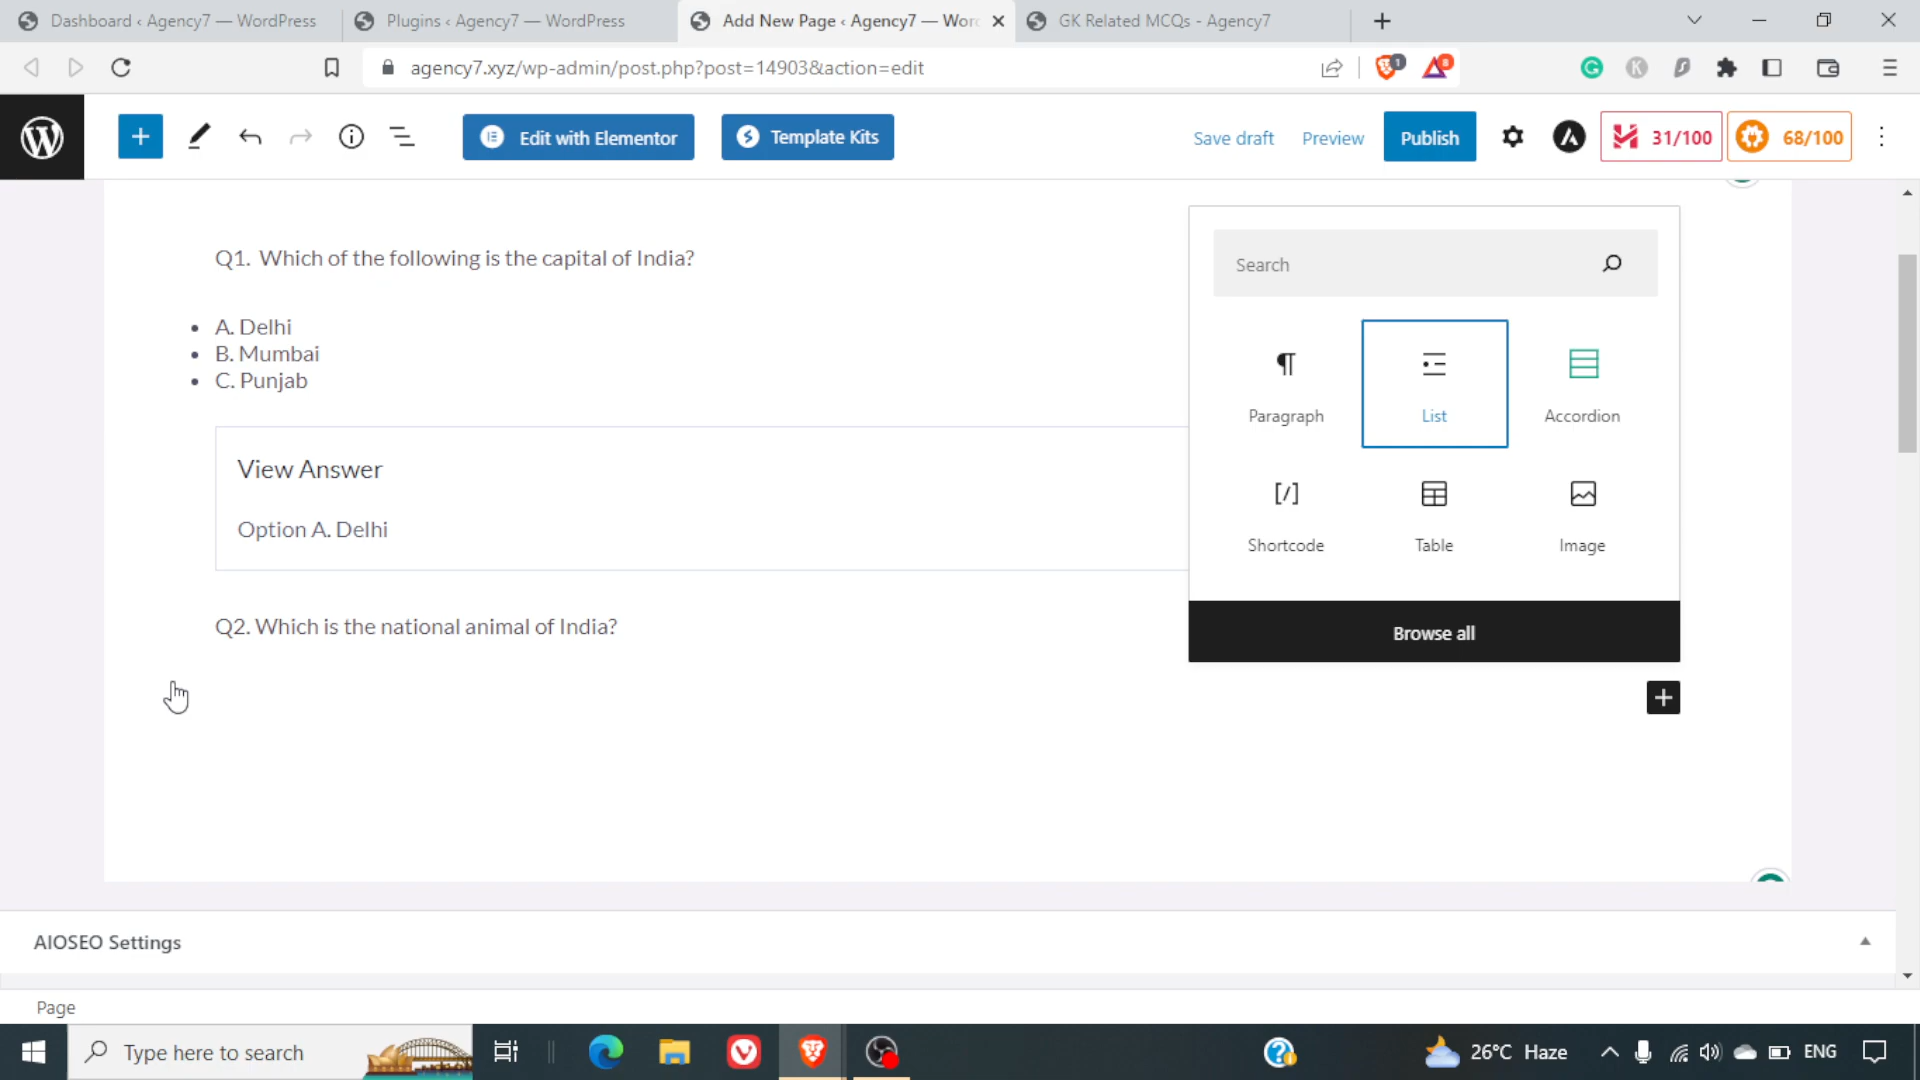 Dashboard ‹ Agency7 — WordPress
Plugins ‹ Agency7 — WordPress
Add New Page ‹ Agency7 — Wor
GK Related MCQs - Agency7
agency7.xyz/wp-admin/post.php?post=14903&action=edit
1
8
Edit with Elementor
Template Kits
Save draft
Preview
Publish
31/100
68/100
Q1. Which of the following is the capital of India?
• A. Delhi
• B. Mumbai
• C. Punjab
View Answer
Option A. Delhi
Q2. Which is the national animal of India?
Search
Paragraph
List
Accordion
[/]
Shortcode
Table
Image
Browse all
AIOSEO Settings
Page
Type here to search
26°C Haze
ENG